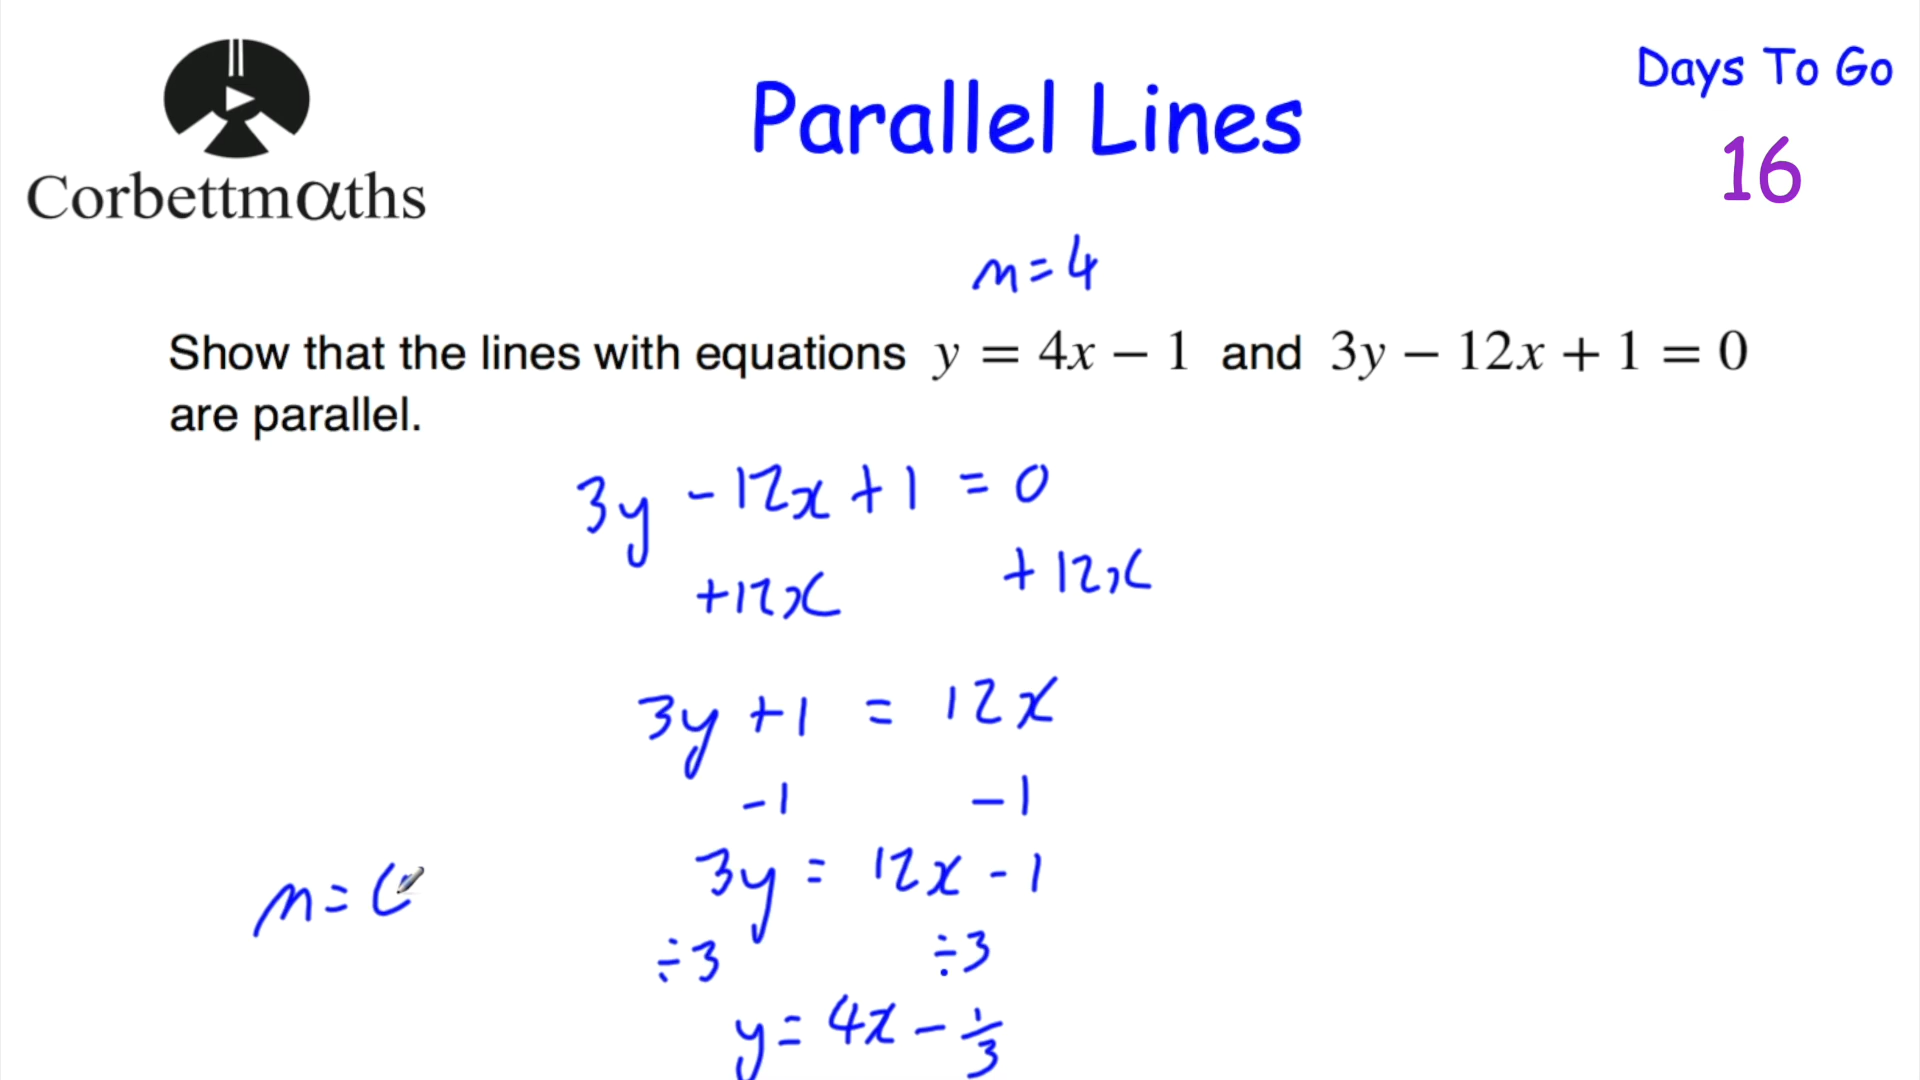 Corbettmαths
Parallel Lines
Days To Go
16
m = 4
Show that the lines with equations y = 4x − 1 and 3y − 12x + 1 = 0
are parallel.
3y - 12x + 1 = 0
+12x +12x
3y + 1 = 12x
-1 -1
3y = 12x - 1
÷3 ÷3
y = 4x - 1/3
m =